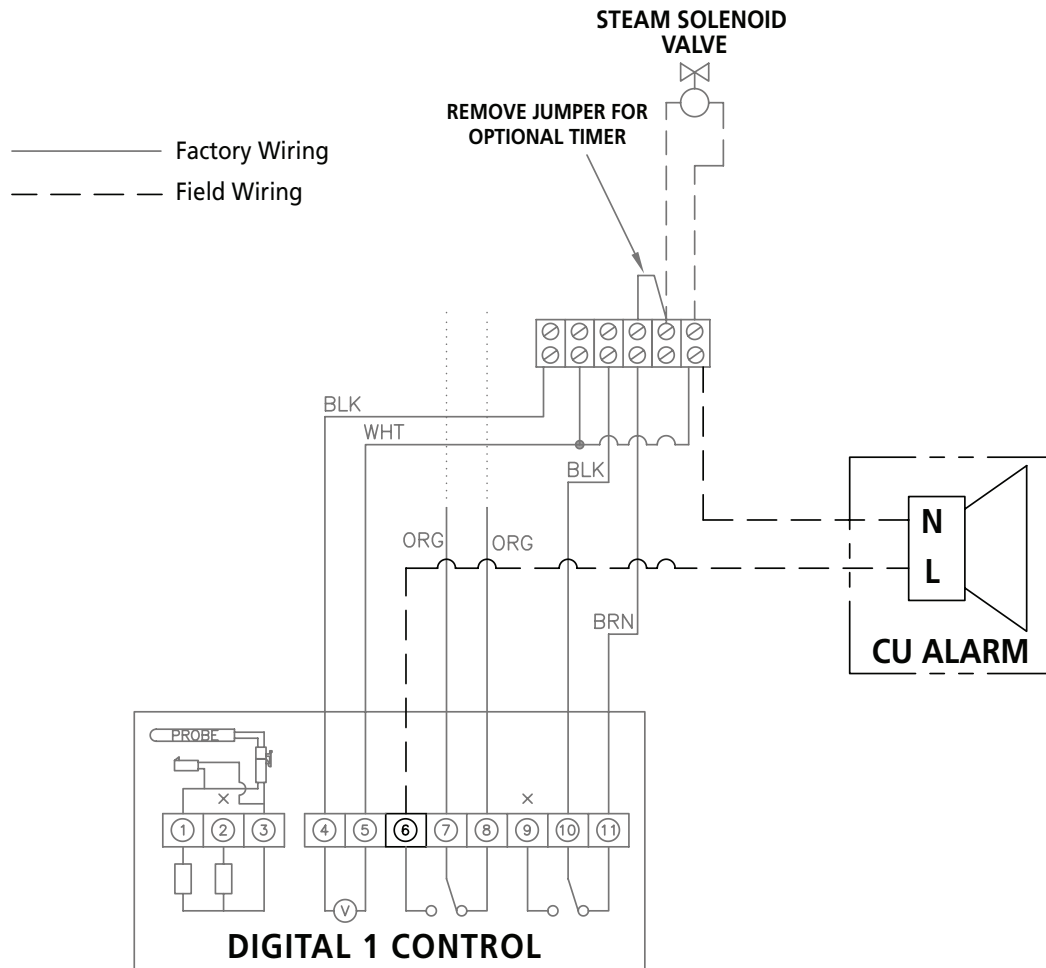 STEAM SOLENOID
VALVE
REMOVE JUMPER FOR
OPTIONAL TIMER
Factory Wiring
Field Wiring
BLK
WHT
BLK
ORG
ORG
BRN
N
L
CU ALARM
PROBE
×
×
1
2
3
4
5
6
7
8
9
10
11
V
DIGITAL 1 CONTROL